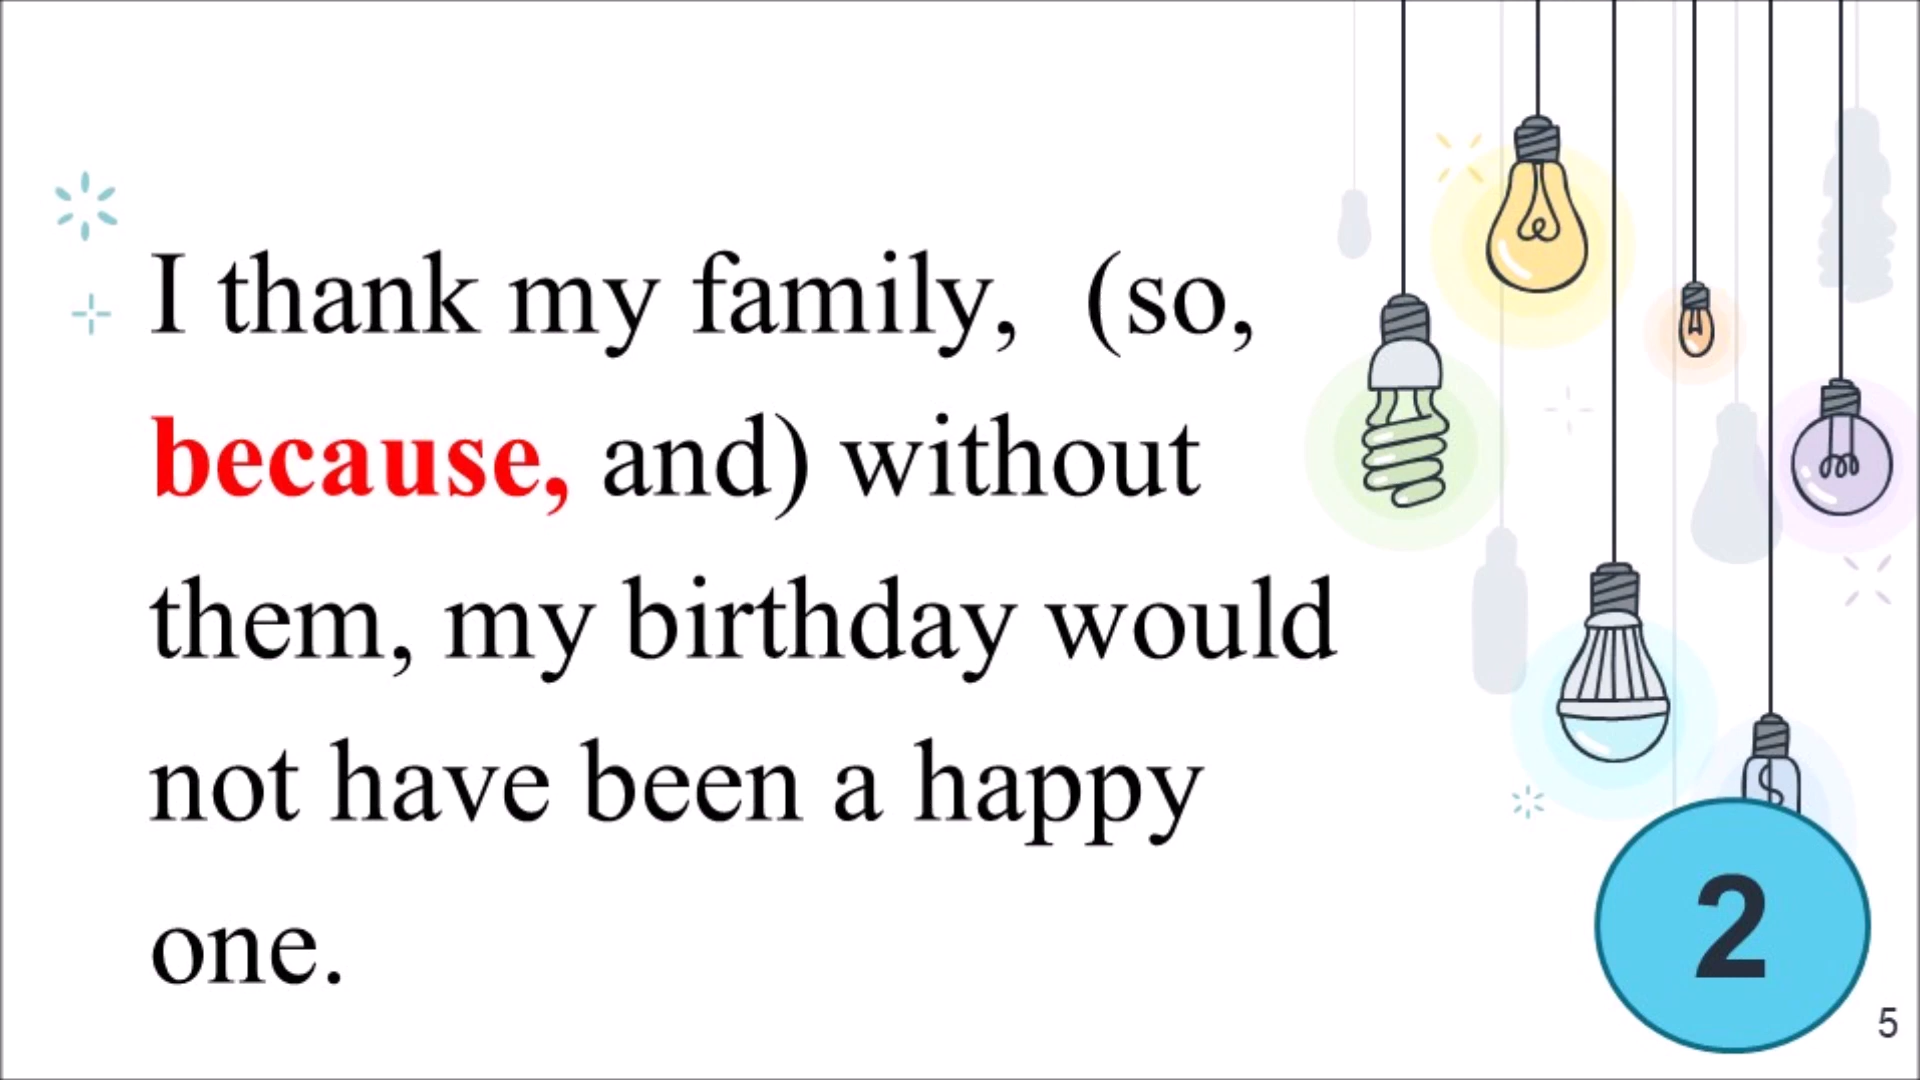 I thank my family,  (so,
because, and) without
them, my birthday would
not have been a happy
one.
2
5